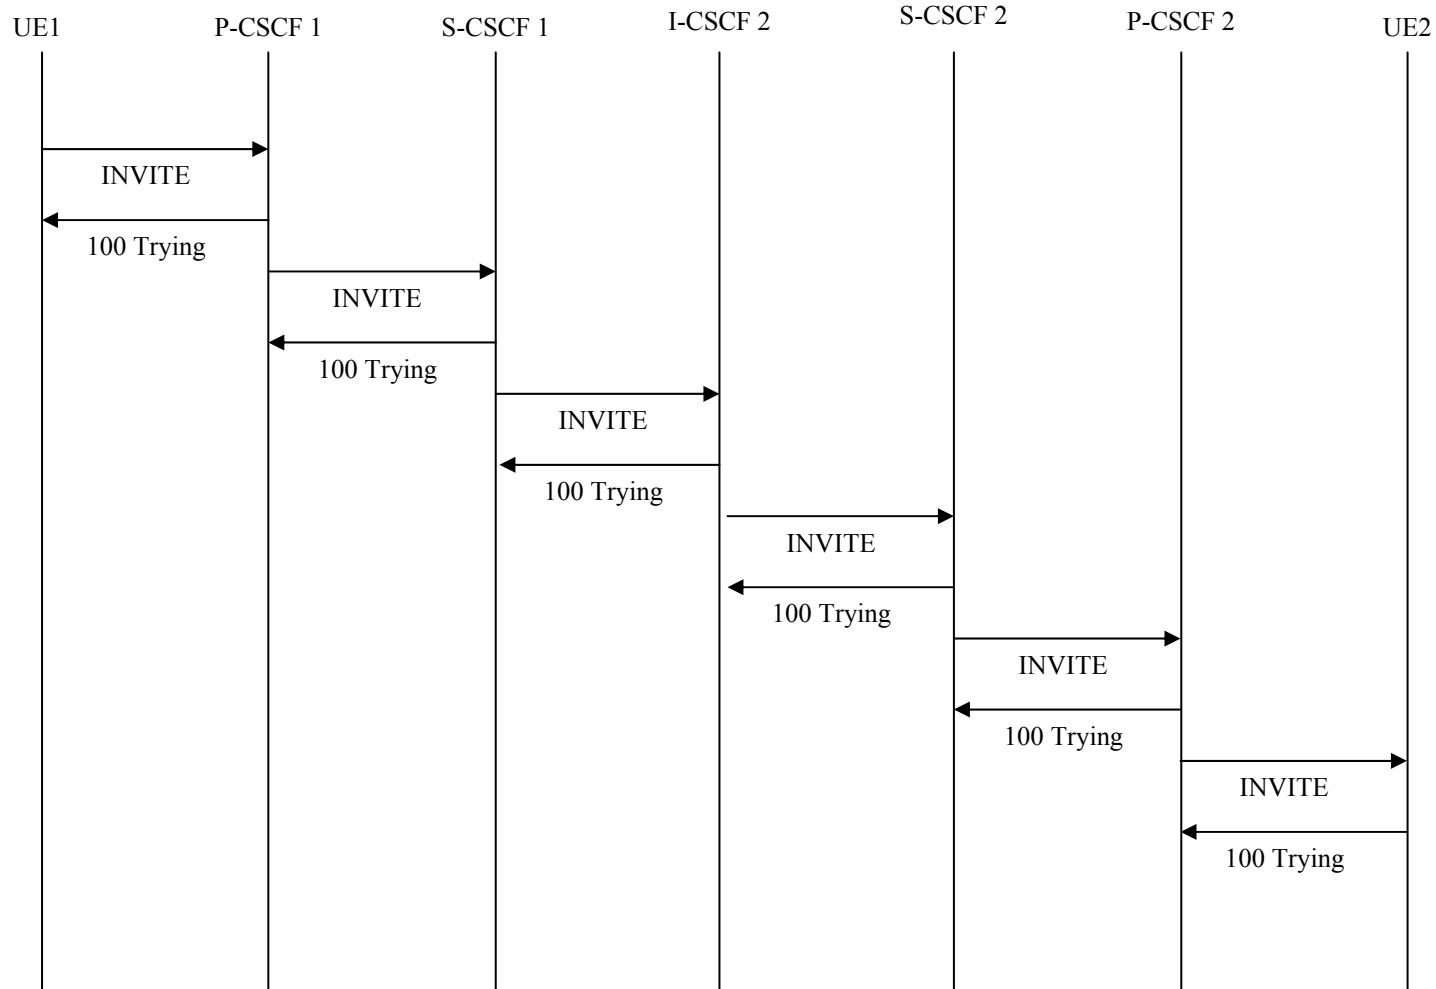 UE1
P-CSCF 1
S-CSCF 1
I-CSCF 2
S-CSCF 2
P-CSCF 2
UE2
INVITE
100 Trying
INVITE
100 Trying
INVITE
100 Trying
INVITE
100 Trying
INVITE
100 Trying
INVITE
100 Trying